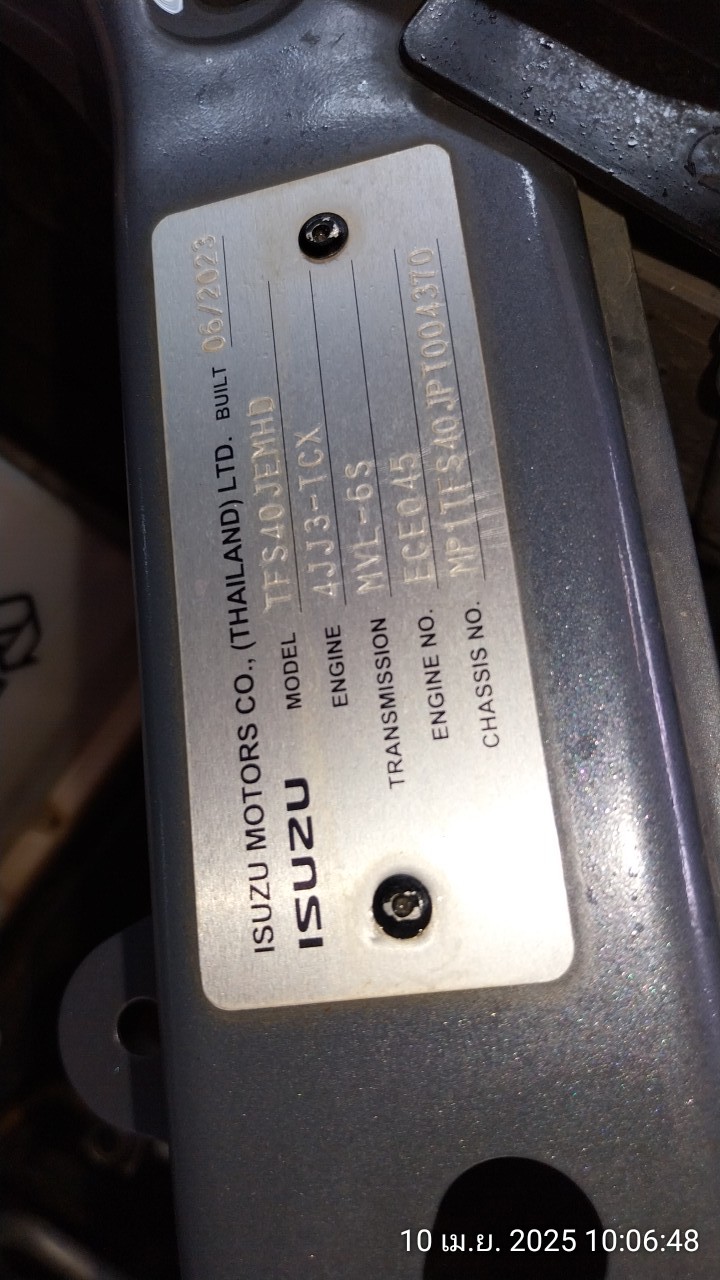 ISUZU MOTORS CO., (THAILAND) LTD. BUILT 06/2023
ISUZU
MODEL TFS40JEMHD
ENGINE 4JJ3-TCX
TRANSMISSION MVL-6S
ENGINE NO. ECE045
CHASSIS NO. MP1TFS40JPT004370
10 เม.ย. 2025 10:06:48